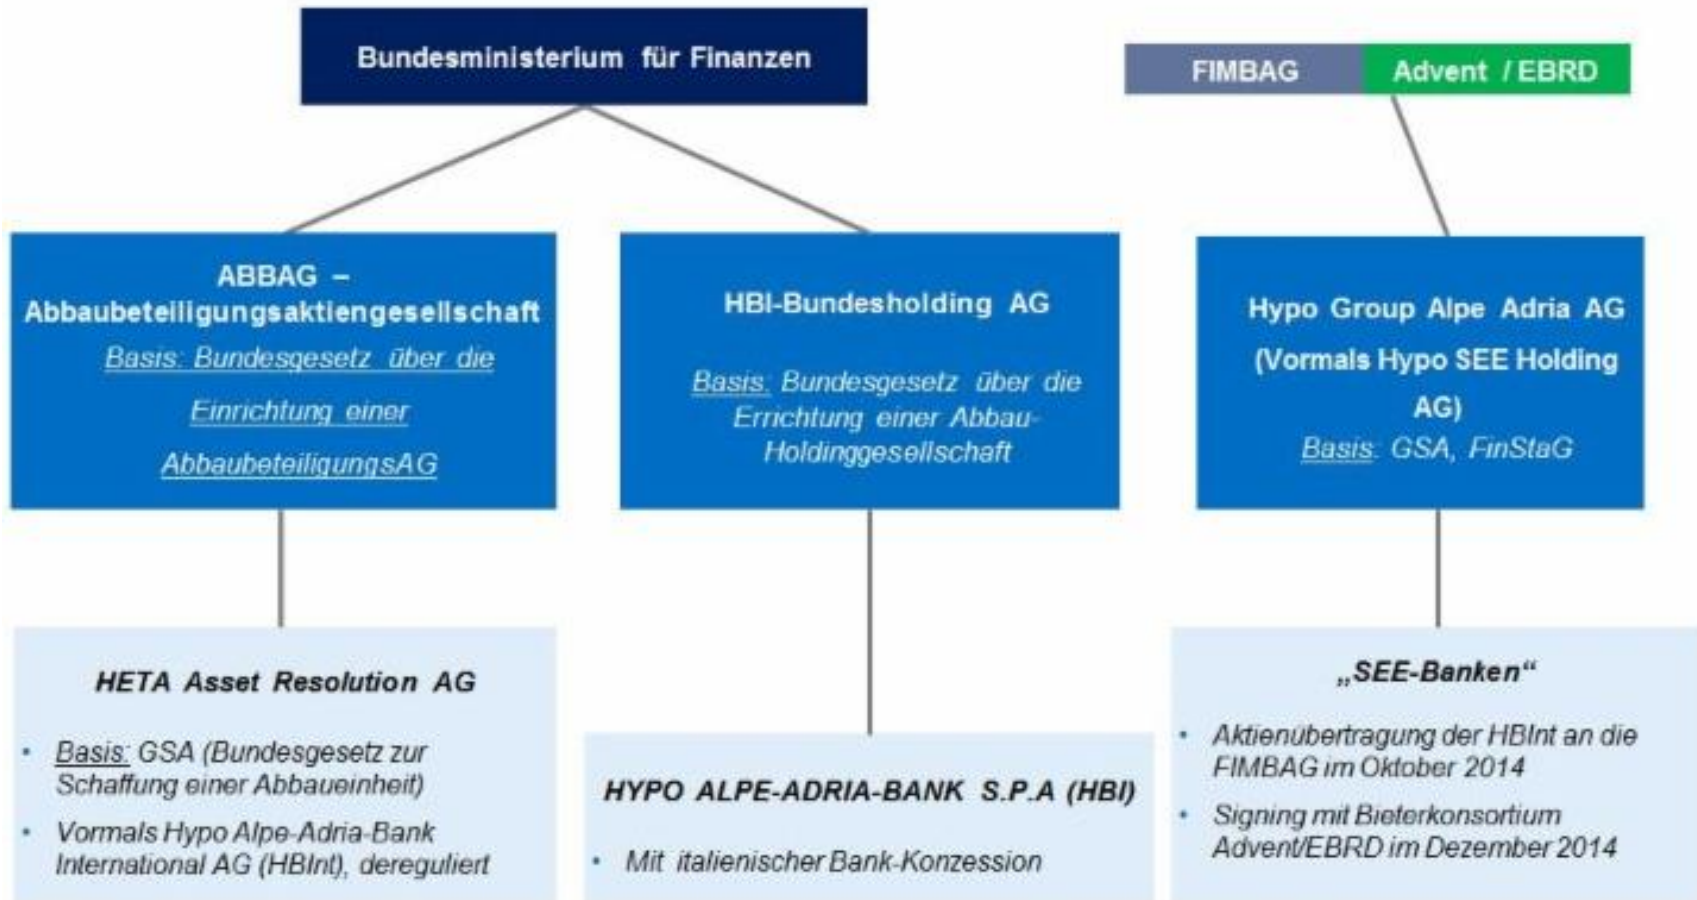 Bundesministerium für Finanzen
FIMBAG
Advent / EBRD
ABBAG –
Abbaubeteiligungsaktiengesellschaft
Basis: Bundesgesetz über die
Einrichtung einer
AbbaubeteiligungsAG
HBI-Bundesholding AG
Basis: Bundesgesetz über die
Errichtung einer Abbau-
Holdinggesellschaft
Hypo Group Alpe Adria AG
(Vormals Hypo SEE Holding
AG)
Basis: GSA, FinStaG
HETA Asset Resolution AG
• Basis: GSA (Bundesgesetz zur
Schaffung einer Abbaueinheit)
• Vormals Hypo Alpe-Adria-Bank
International AG (HBInt), dereguliert
HYPO ALPE-ADRIA-BANK S.P.A (HBI)
• Mit italienischer Bank-Konzession
„SEE-Banken“
• Aktienübertragung der HBInt an die
FIMBAG im Oktober 2014
• Signing mit Bieterkonsortium
Advent/EBRD im Dezember 2014